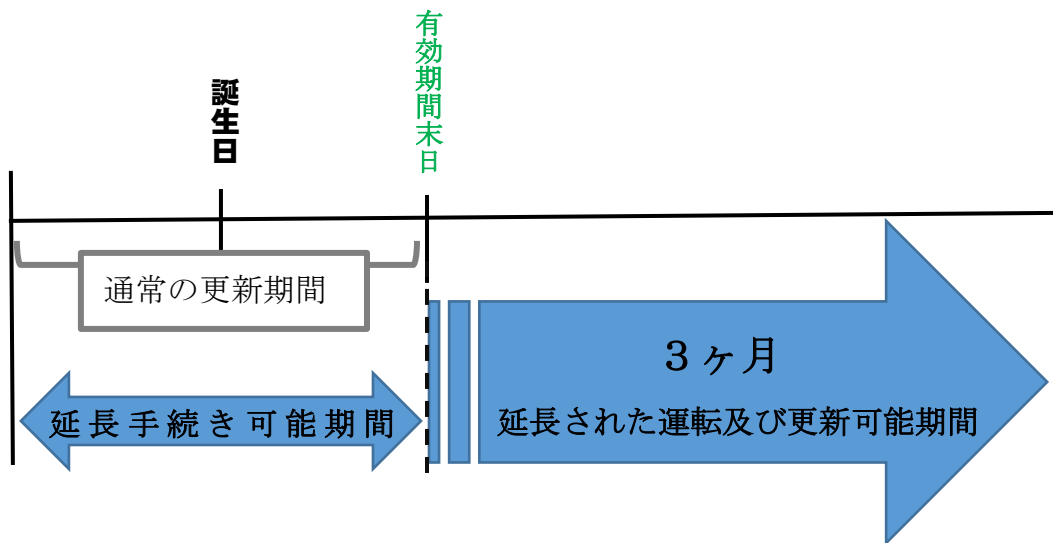 有効期間末日
誕生日
通常の更新期間
３ヶ月
延長された運転及び更新可能期間
延長手続き可能期間